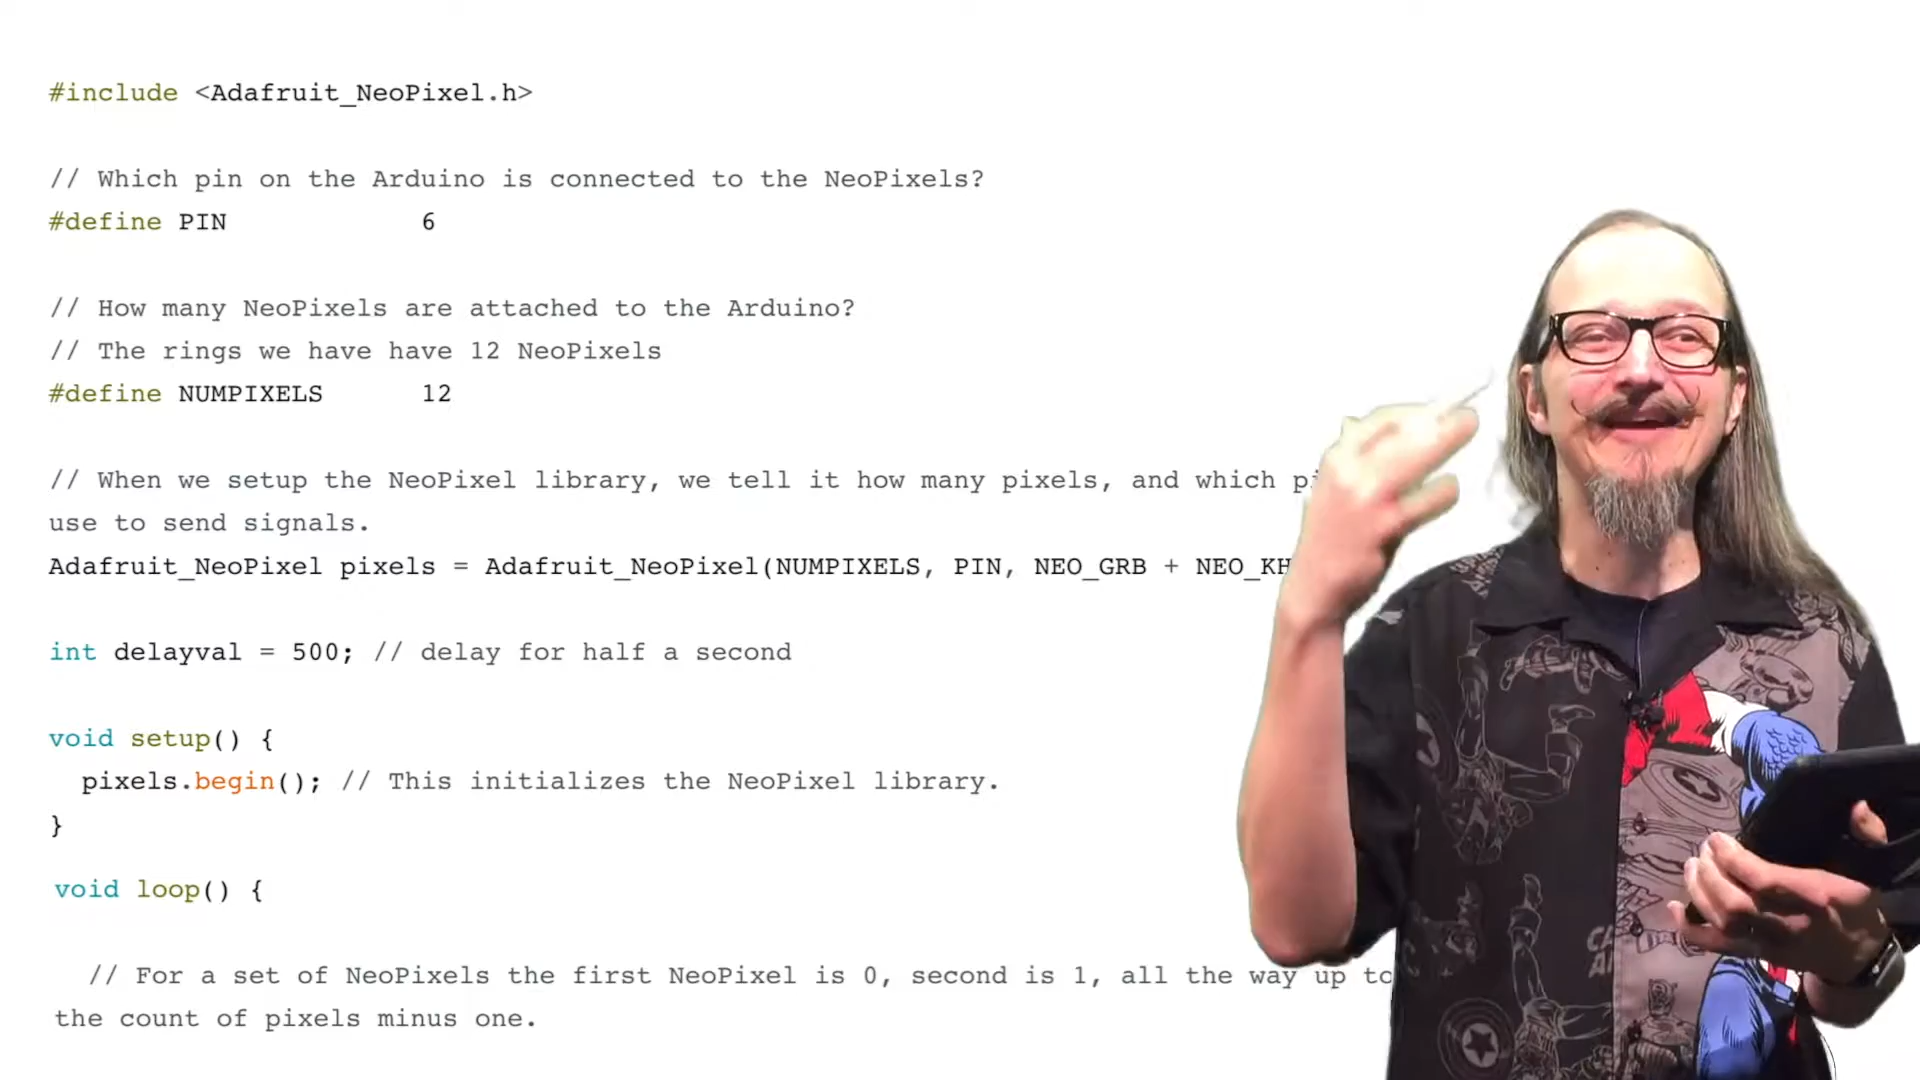 #include <Adafruit_NeoPixel.h>
// Which pin on the Arduino is connected to the NeoPixels?
#define PIN 6
// How many NeoPixels are attached to the Arduino?
// The rings we have have 12 NeoPixels
#define NUMPIXELS 12
// When we setup the NeoPixel library, we tell it how many pixels, and which
use to send signals.
Adafruit_NeoPixel pixels = Adafruit_NeoPixel(NUMPIXELS, PIN, NEO_GRB + NEO_KH
int delayval = 500; // delay for half a second
void setup() {
pixels.begin(); // This initializes the NeoPixel library.
}
void loop() {
// For a set of NeoPixels the first NeoPixel is 0, second is 1, all the way up to
the count of pixels minus one.